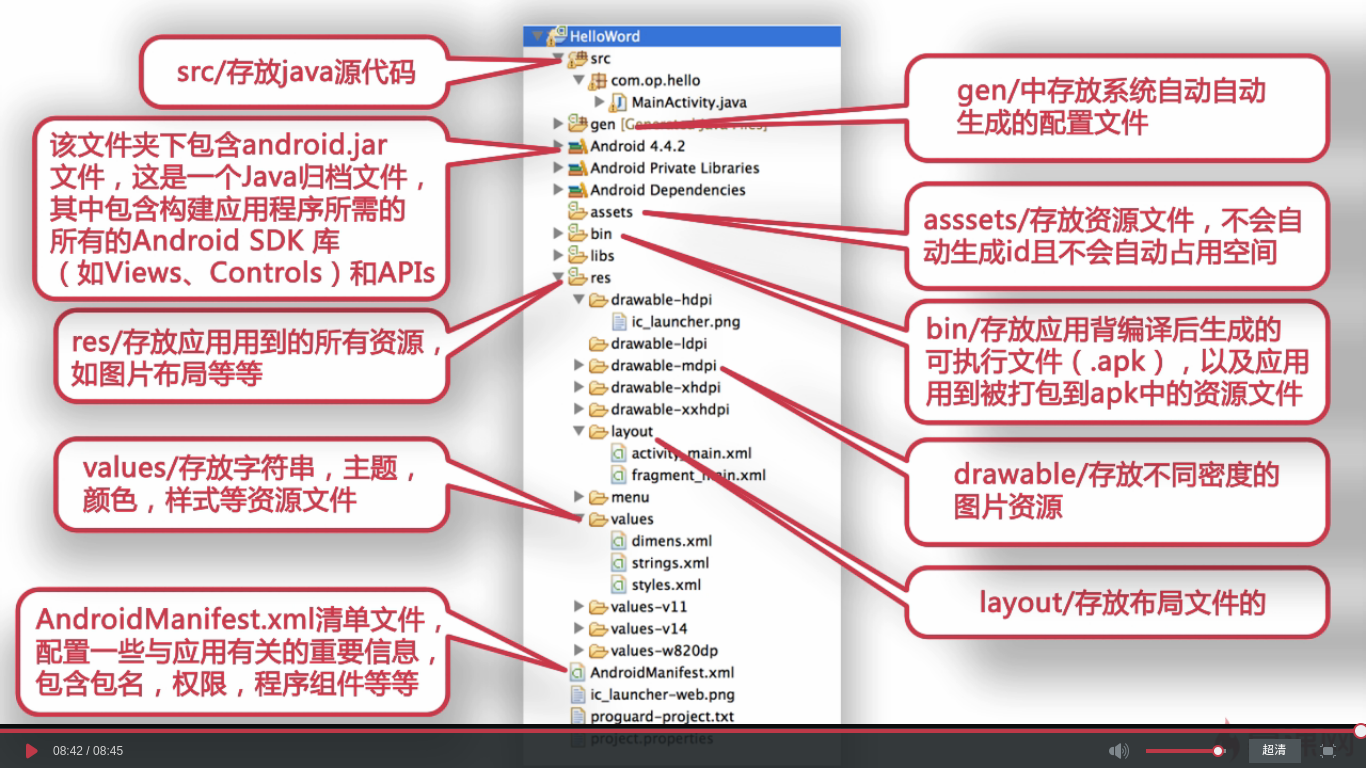 src/存放java源代码
该文件夹下包含android.jar
文件，这是一个Java归档文件，
其中包含构建应用程序所需的
所有的Android SDK 库
（如Views、Controls）和APIs
res/存放应用用到的所有资源，
如图片布局等等
values/存放字符串，主题，
颜色，样式等资源文件
AndroidManifest.xml清单文件，
配置一些与应用有关的重要信息，
包含包名，权限，程序组件等等
HelloWord
src
com.op.hello
MainActivity.java
gen [Generated Java Files]
Android 4.4.2
Android Private Libraries
Android Dependencies
assets
bin
libs
res
drawable-hdpi
ic_launcher.png
drawable-ldpi
drawable-mdpi
drawable-xhdpi
drawable-xxhdpi
layout
activity_main.xml
fragment_main.xml
menu
values
dimens.xml
strings.xml
styles.xml
values-v11
values-v14
values-w820dp
AndroidManifest.xml
ic_launcher-web.png
proguard-project.txt
project.properties
gen/中存放系统自动自动
生成的配置文件
asssets/存放资源文件，不会自
动生成id且不会自动占用空间
bin/存放应用背编译后生成的
可执行文件（.apk），以及应用
用到被打包到apk中的资源文件
drawable/存放不同密度的
图片资源
layout/存放布局文件的
08:42 / 08:45
超清